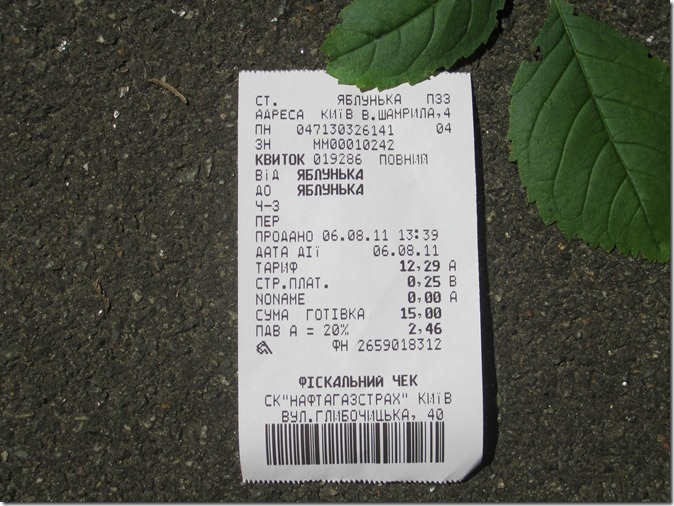 СТ. ЯБЛУНЬКА ПЗЗ
АДРЕСА КИЇВ В.ШАМРИЛА,4
ПН 047130326141 04
ЗН ММ00010242
КВИТОК 019286 ПОВНИЙ
ВІД ЯБЛУНЬКА
ДО ЯБЛУНЬКА
Ч-З
ПЕР
ПРОДАНО 06.08.11 13:39
ДАТА ДІЇ 06.08.11
ТАРИФ 12,29 А
СТР.ПЛАТ. 0,25 В
NONAME 0,00 А
СУМА ГОТІВКА 15,00
ПДВ А = 20% 2,46
ФН 2659018312
ФІСКАЛЬНИЙ ЧЕК
СК"НАФТАГАЗСТРАХ" КИЇВ
ВУЛ.ГЛИБОЧИЦЬКА, 40